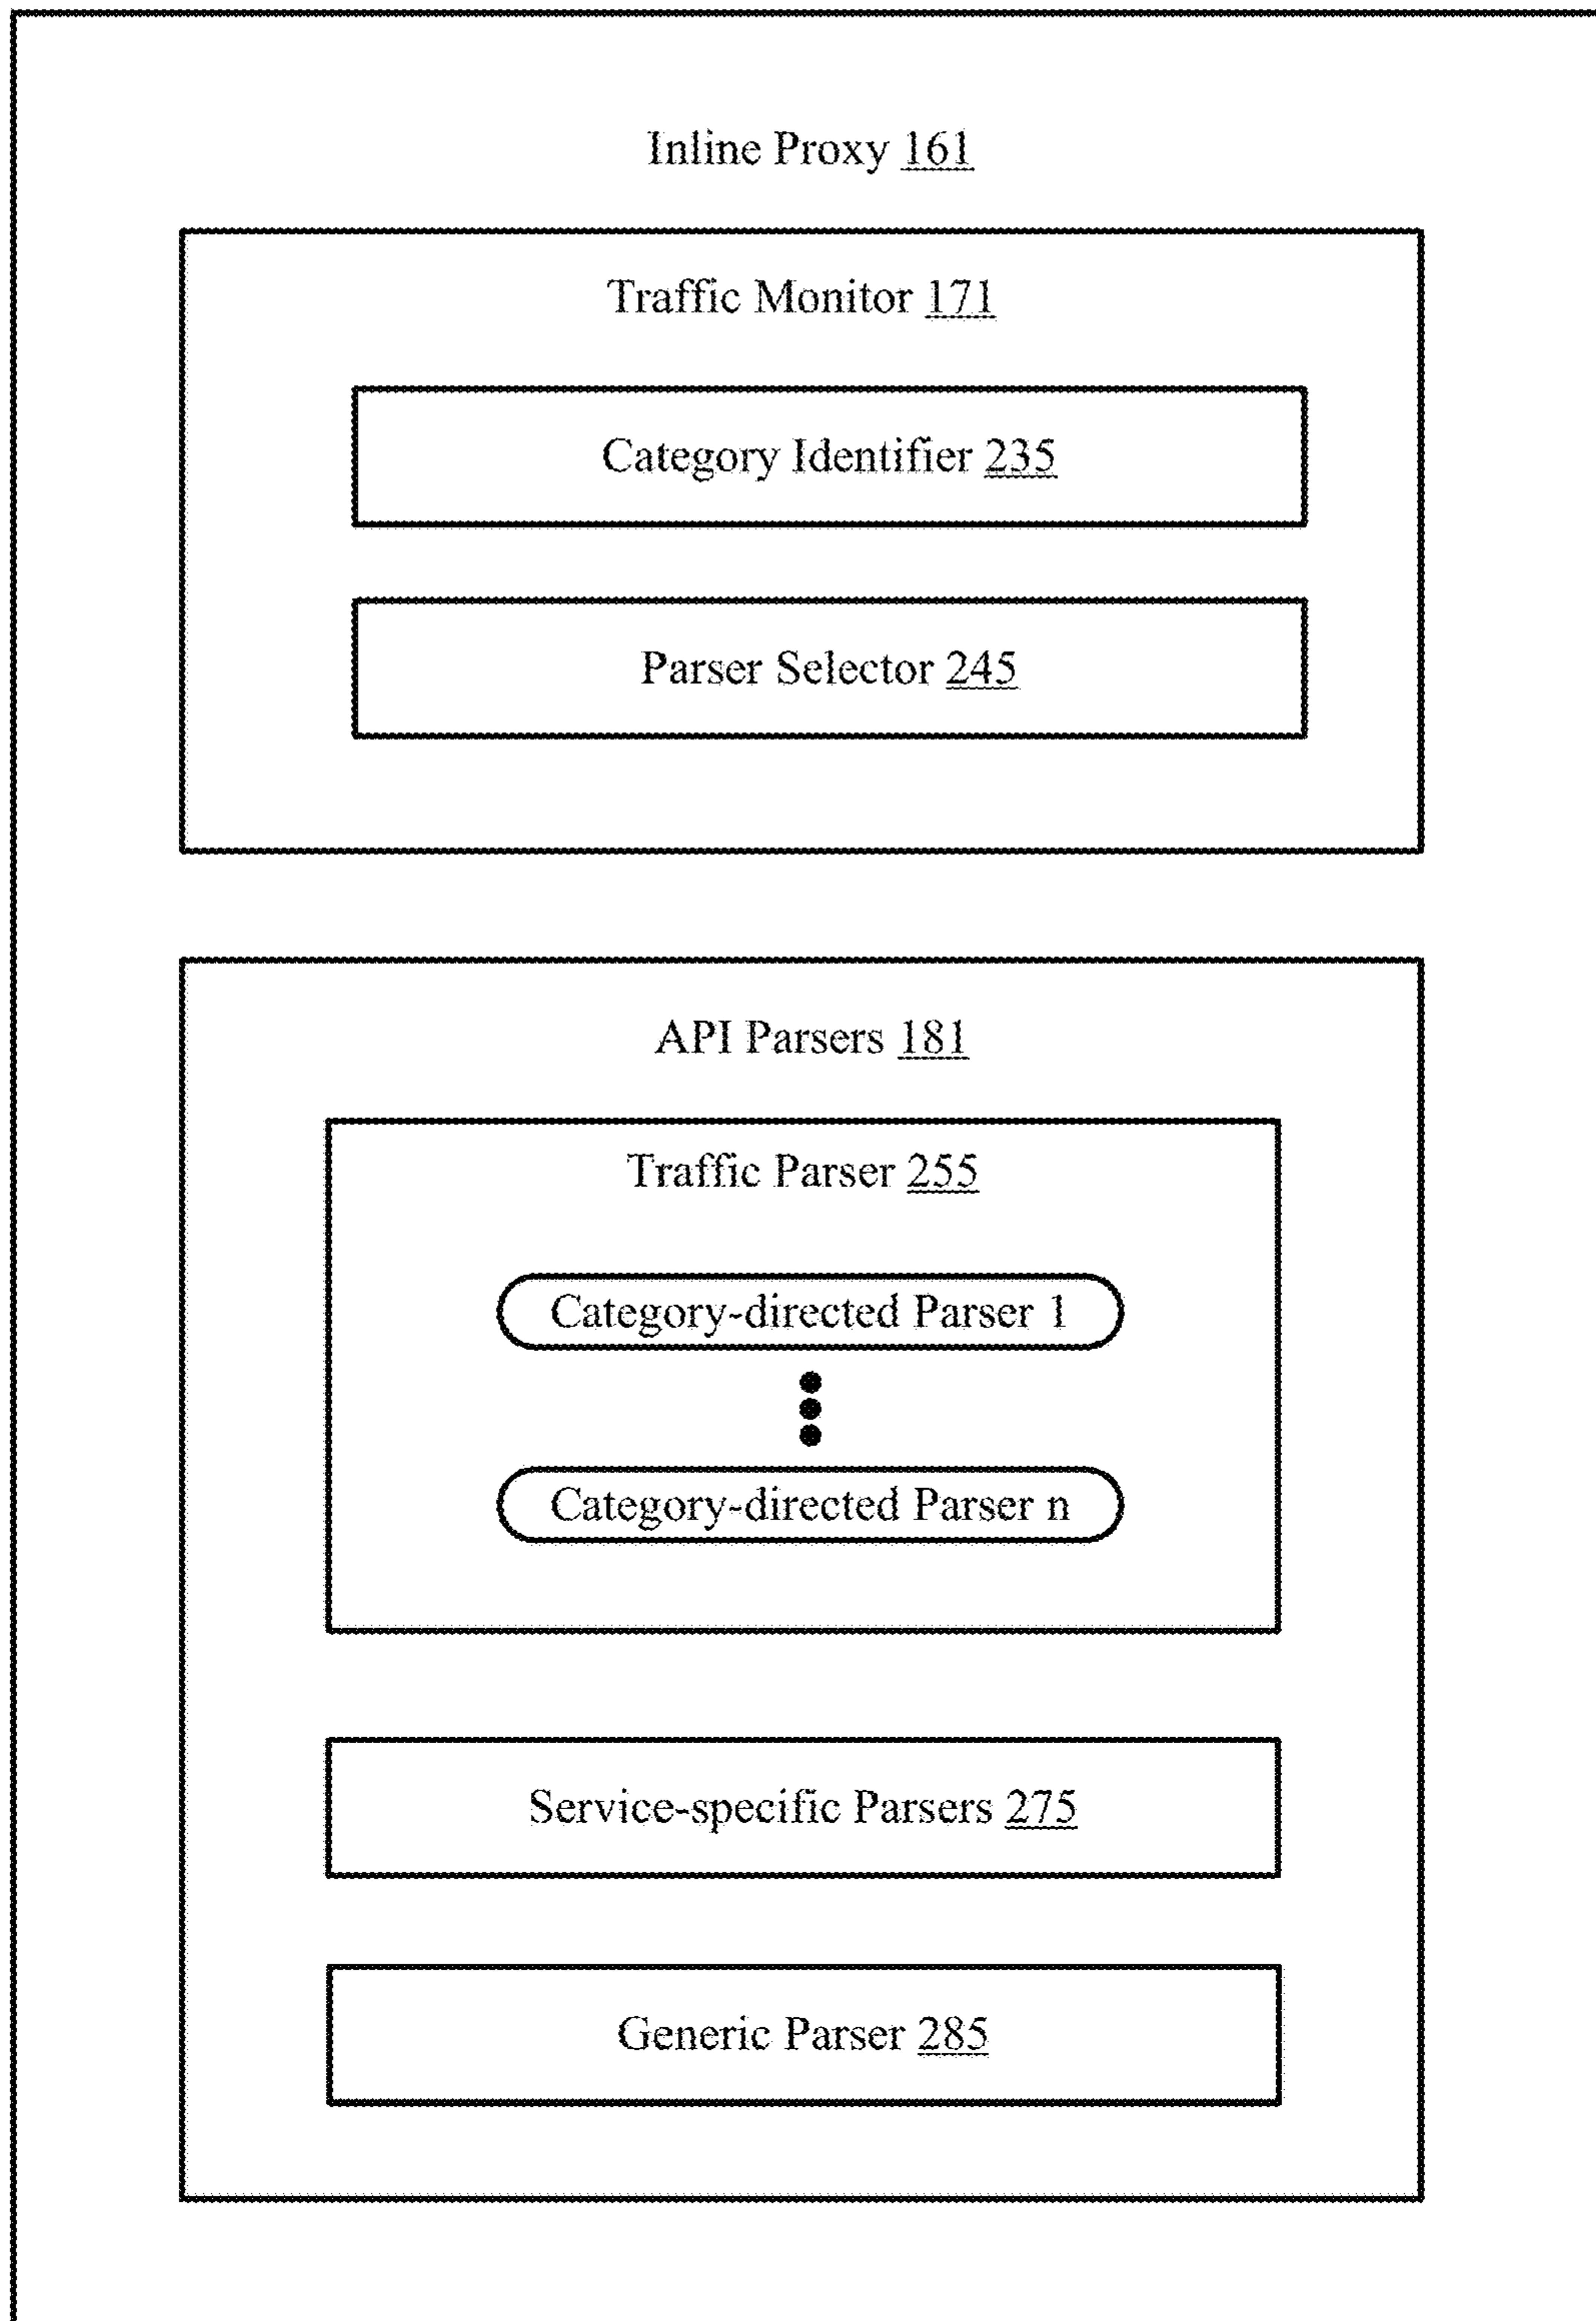 Inline Proxy 161
Traffic Monitor 171
Category Identifier 235
Parser Selector 245
API Parsers 181
Traffic Parser 255
Category-directed Parser 1
Category-directed Parser n
Service-specific Parsers 275
Generic Parser 285